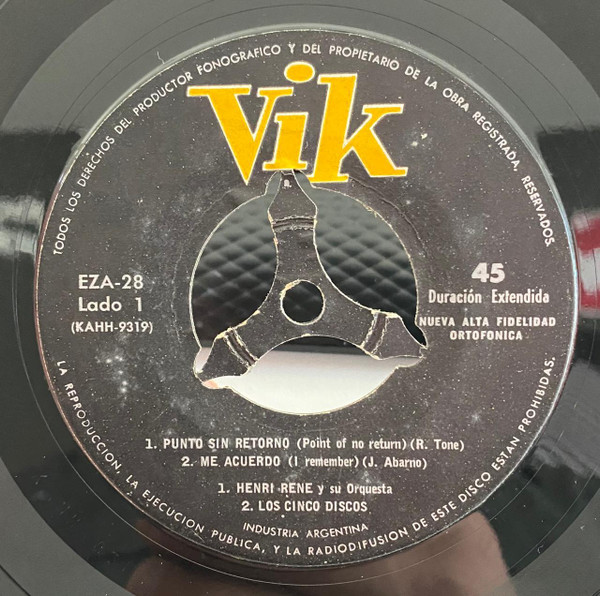 TODOS LOS DERECHOS DEL PRODUCTOR FONOGRAFICO Y DEL PROPIETARIO DE LA OBRA REGISTRADA, RESERVADOS.
Vik
R.
EZA-28
Lado 1
(KAHH-9319)
45
Duración Extendida
NUEVA ALTA FIDELIDAD
ORTOFONICA
1. PUNTO SIN RETORNO (Point of no return) (R. Tone)
2. ME ACUERDO (I remember) (J. Abarno)
1. HENRI RENE y su Orquesta
2. LOS CINCO DISCOS
INDUSTRIA ARGENTINA
LA REPRODUCCION, LA EJECUCION PUBLICA, Y LA RADIODIFUSION DE ESTE DISCO ESTAN PROHIBIDAS.